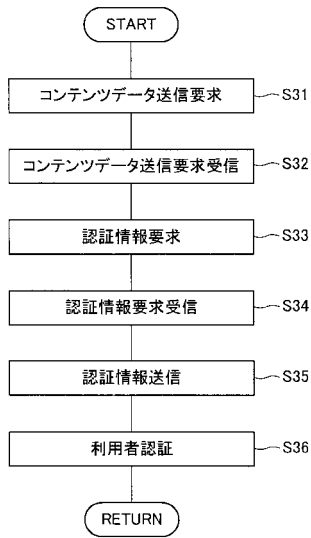 START
コンテンツデータ送信要求 S31
コンテンツデータ送信要求受信 S32
認証情報要求 S33
認証情報要求受信 S34
認証情報送信 S35
利用者認証 S36
RETURN